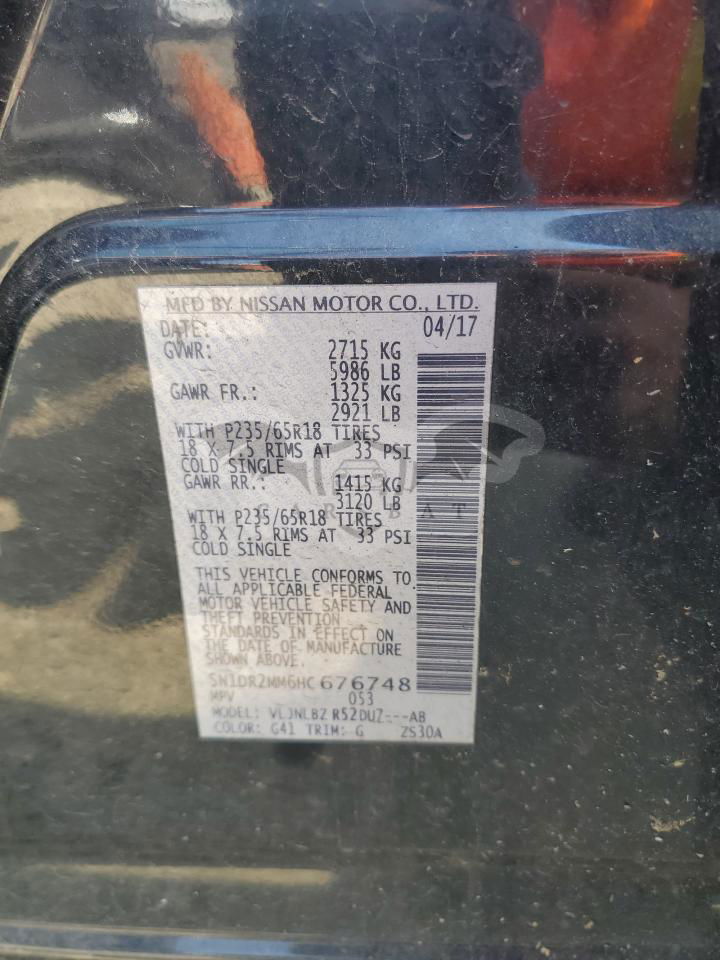 MFD BY NISSAN MOTOR CO., LTD.
DATE: 04/17
GVWR: 2715 KG
5986 LB
GAWR FR.: 1325 KG
2921 LB
WITH P235/65R18 TIRES
18 X 7.5 RIMS AT 33 PSI
COLD SINGLE
GAWR RR.: 1415 KG
3120 LB
WITH P235/65R18 TIRES
18 X 7.5 RIMS AT 33 PSI
COLD SINGLE
THIS VEHICLE CONFORMS TO
ALL APPLICABLE FEDERAL
MOTOR VEHICLE SAFETY AND
THEFT PREVENTION
STANDARDS IN EFFECT ON
THE DATE OF MANUFACTURE
SHOWN ABOVE.
5N1DR2MM6HC676748
MPV 053
MODEL: VLJNLBZ R52DUZ---AB
COLOR: G41 TRIM: G ZS30A